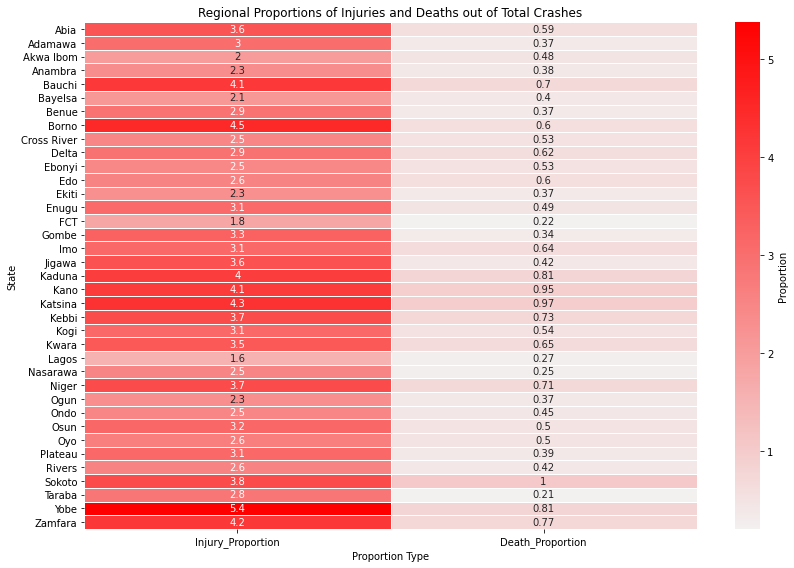 Regional Proportions of Injuries and Deaths out of Total Crashes
Abia 3.6 0.59
Adamawa 3 0.37
Akwa Ibom 2 0.48
Anambra 2.3 0.38
Bauchi 4.1 0.7
Bayelsa 2.1 0.4
Benue 2.9 0.37
Borno 4.5 0.6
Cross River 2.5 0.53
Delta 2.9 0.62
Ebonyi 2.5 0.53
Edo 2.6 0.6
Ekiti 2.3 0.37
Enugu 3.1 0.49
FCT 1.8 0.22
Gombe 3.3 0.34
Imo 3.1 0.64
Jigawa 3.6 0.42
Kaduna 4 0.81
Kano 4.1 0.95
Katsina 4.3 0.97
Kebbi 3.7 0.73
Kogi 3.1 0.54
Kwara 3.5 0.65
Lagos 1.6 0.27
Nasarawa 2.5 0.25
Niger 3.7 0.71
Ogun 2.3 0.37
Ondo 2.5 0.45
Osun 3.2 0.5
Oyo 2.6 0.5
Plateau 3.1 0.39
Rivers 2.6 0.42
Sokoto 3.8 1
Taraba 2.8 0.21
Yobe 5.4 0.81
Zamfara 4.2 0.77
Injury_Proportion Death_Proportion
Proportion Type
State
5
4
3
2
1
Proportion